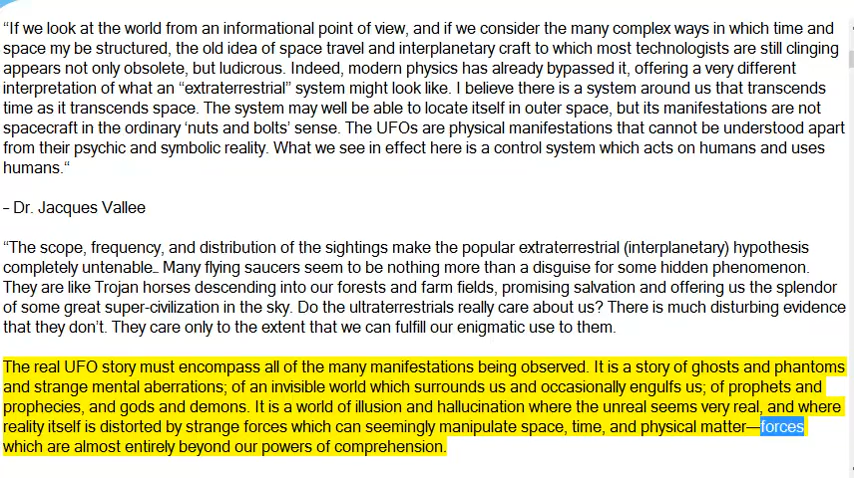 “If we look at the world from an informational point of view, and if we consider the many complex ways in which time and
space my be structured, the old idea of space travel and interplanetary craft to which most technologists are still clinging
appears not only obsolete, but ludicrous. Indeed, modern physics has already bypassed it, offering a very different
interpretation of what an “extraterrestrial” system might look like. I believe there is a system around us that transcends
time as it transcends space. The system may well be able to locate itself in outer space, but its manifestations are not
spacecraft in the ordinary ‘nuts and bolts’ sense. The UFOs are physical manifestations that cannot be understood apart
from their psychic and symbolic reality. What we see in effect here is a control system which acts on humans and uses
humans.“
– Dr. Jacques Vallee
“The scope, frequency, and distribution of the sightings make the popular extraterrestrial (interplanetary) hypothesis
completely untenable… Many flying saucers seem to be nothing more than a disguise for some hidden phenomenon.
They are like Trojan horses descending into our forests and farm fields, promising salvation and offering us the splendor
of some great super-civilization in the sky. Do the ultraterrestrials really care about us? There is much disturbing evidence
that they don’t. They care only to the extent that we can fulfill our enigmatic use to them.
The real UFO story must encompass all of the many manifestations being observed. It is a story of ghosts and phantoms
and strange mental aberrations; of an invisible world which surrounds us and occasionally engulfs us; of prophets and
prophecies, and gods and demons. It is a world of illusion and hallucination where the unreal seems very real, and where
reality itself is distorted by strange forces which can seemingly manipulate space, time, and physical matter—forces
which are almost entirely beyond our powers of comprehension.